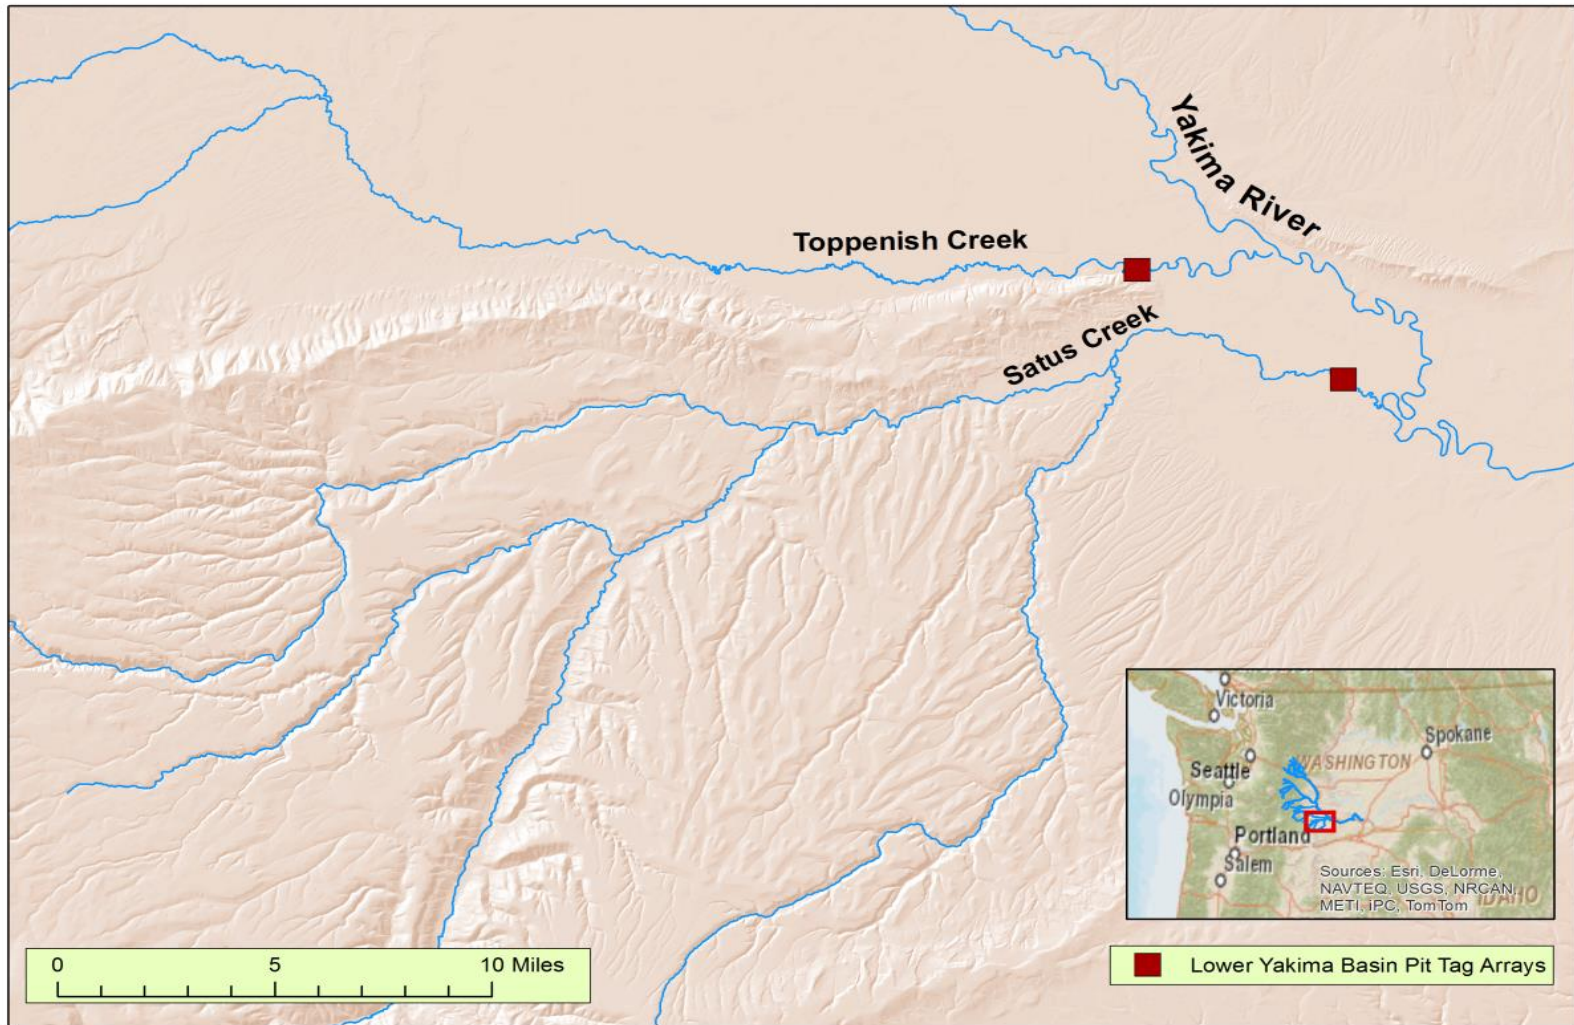 Yakima River
Toppenish Creek
Satus Creek
Victoria
Spokane
WASHINGTON
Seattle
Olympia
Portland
Salem
Sources: Esri, DeLorme,
NAVTEQ, USGS, NRCAN,
METI, iPC, TomTom
IDAHO
0 5 10 Miles
Lower Yakima Basin Pit Tag Arrays